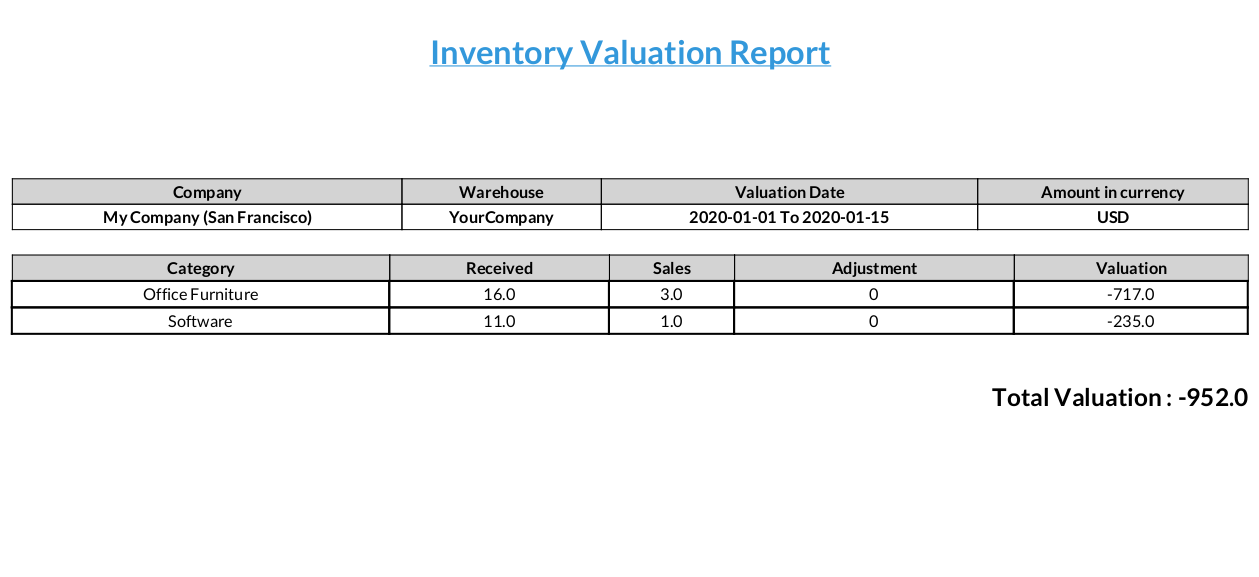 Inventory Valuation Report
Company Warehouse Valuation Date Amount in currency
My Company (San Francisco) YourCompany 2020-01-01 To 2020-01-15 USD
Category Received Sales Adjustment Valuation
Office Furniture 16.0 3.0 0 -717.0
Software 11.0 1.0 0 -235.0
Total Valuation : -952.0